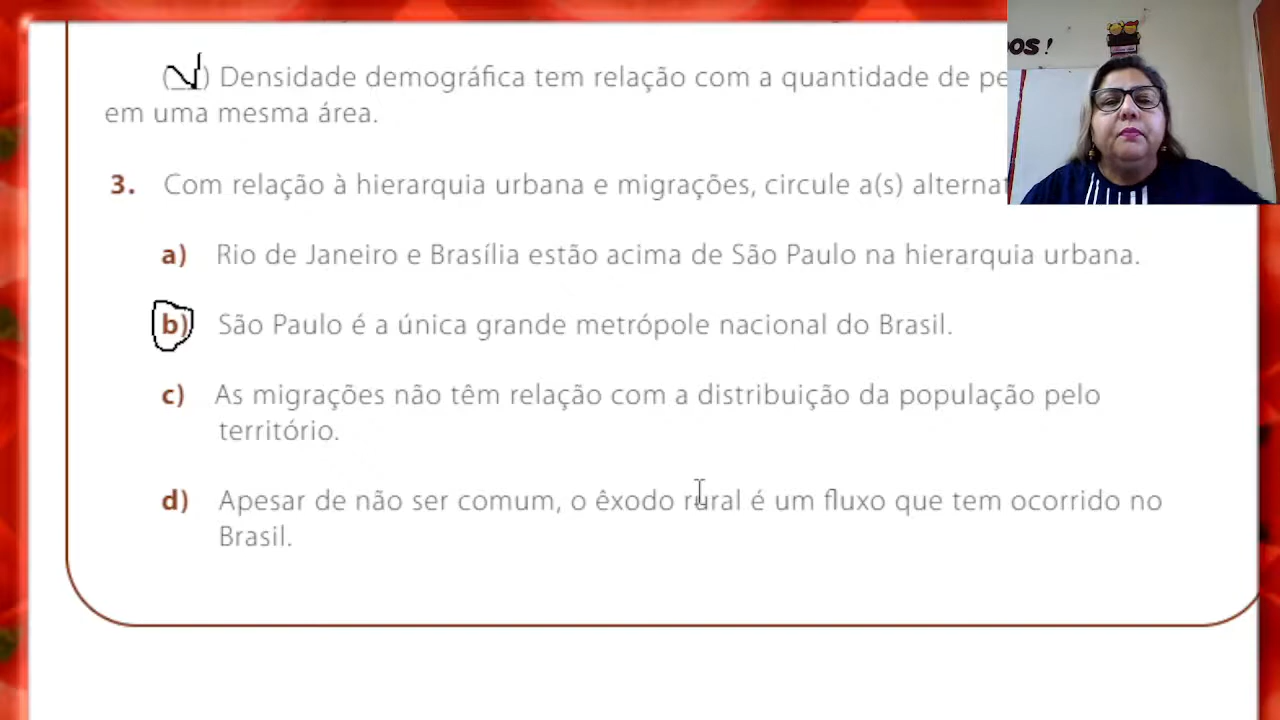 OS!
(V) Densidade demográfica tem relação com a quantidade de
em uma mesma área.
3. Com relação à hierarquia urbana e migrações, circule a(s)
a) Rio de Janeiro e Brasília estão acima de São Paulo na hierarquia urbana.
b) São Paulo é a única grande metrópole nacional do Brasil.
c) As migrações não têm relação com a distribuição da população pelo
território.
d) Apesar de não ser comum, o êxodo rural é um fluxo que tem ocorrido no
Brasil.